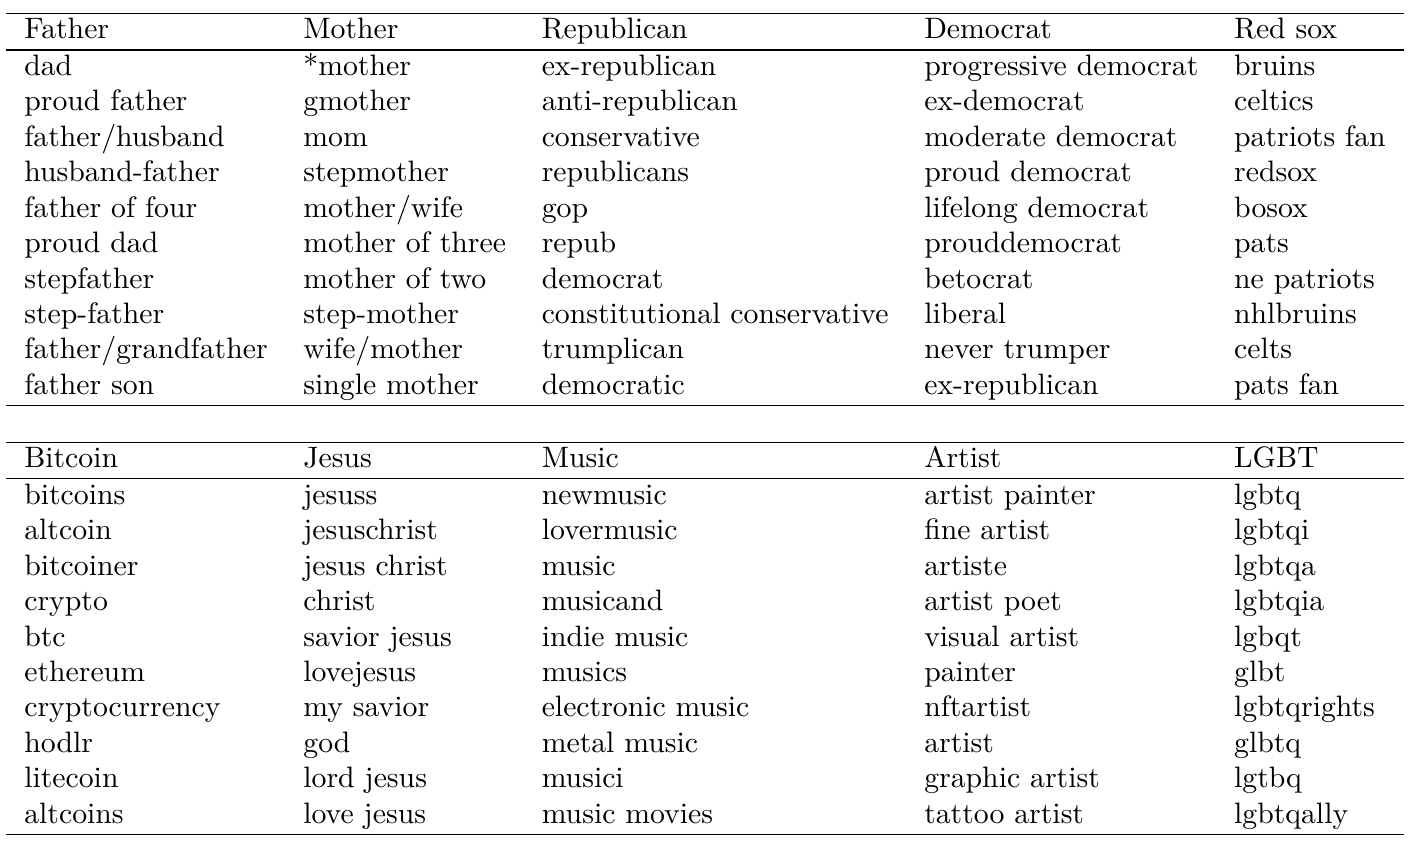 Father Mother Republican Democrat Red sox
dad *mother ex-republican progressive democrat bruins
proud father gmother anti-republican ex-democrat celtics
father/husband mom conservative moderate democrat patriots fan
husband-father stepmother republicans proud democrat redsox
father of four mother/wife gop lifelong democrat bosox
proud dad mother of three repub prouddemocrat pats
stepfather mother of two democrat betocrat ne patriots
step-father step-mother constitutional conservative liberal nhlbruins
father/grandfather wife/mother trumplican never trumper celts
father son single mother democratic ex-republican pats fan
Bitcoin Jesus Music Artist LGBT
bitcoins jesuss newmusic artist painter lgbtq
altcoin jesuschrist lovermusic fine artist lgbtqi
bitcoiner jesus christ music artiste lgbtqa
crypto christ musicand artist poet lgbtqia
btc savior jesus indie music visual artist lgbqt
ethereum lovejesus musics painter glbt
cryptocurrency my savior electronic music nftartist lgbtqrights
hodlr god metal music artist glbtq
litecoin lord jesus musici graphic artist lgtbq
altcoins love jesus music movies tattoo artist lgbtqally